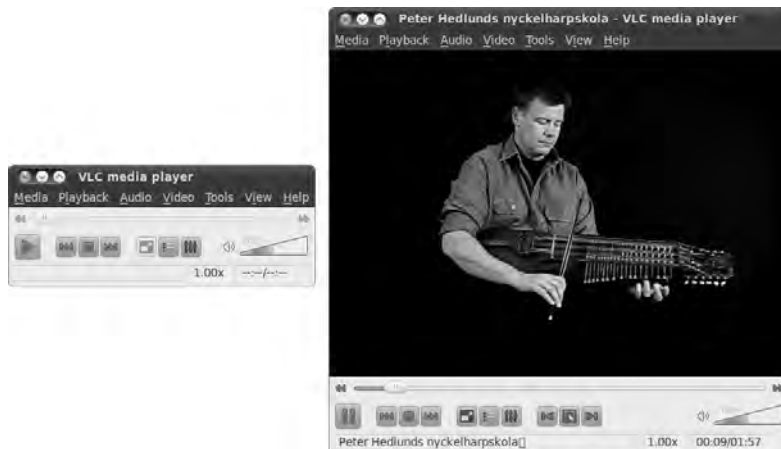 VLC media player
Media Playback Audio Video Tools View Help
1.00x --:--/--:--
Peter Hedlunds nyckelharpskola - VLC media player
Media Playback Audio Video Tools View Help
Peter Hedlunds nyckelharpskola
1.00x 00:09/01:57